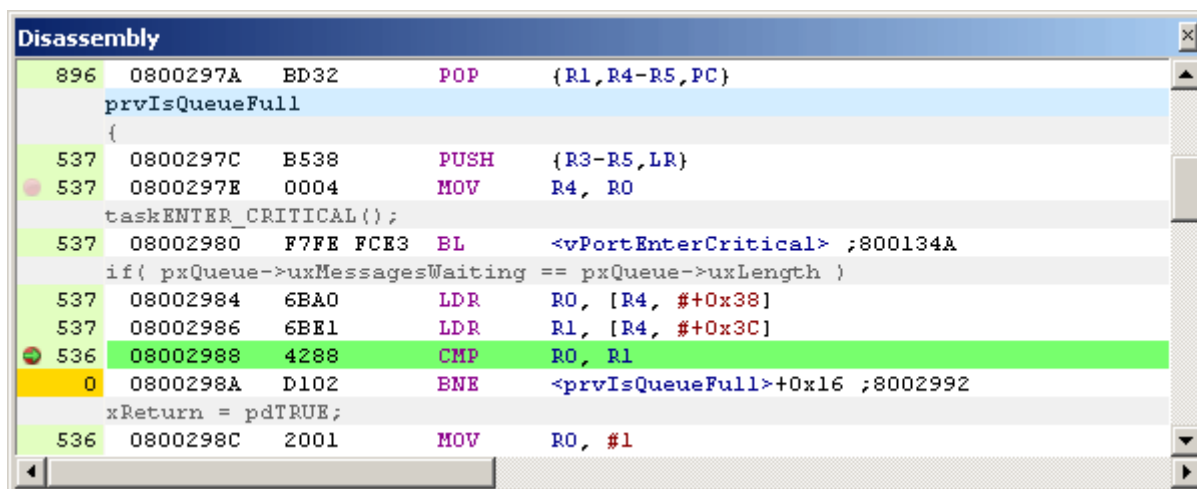 Disassembly
896 0800297A BD32 POP {R1,R4-R5,PC}
prvIsQueueFull
{
537 0800297C B538 PUSH {R3-R5,LR}
537 0800297E 0004 MOV R4, R0
taskENTER_CRITICAL();
537 08002980 F7FE FCE3 BL <vPortEnterCritical> ;800134A
if( pxQueue->uxMessagesWaiting == pxQueue->uxLength )
537 08002984 6BA0 LDR R0, [R4, #+0x38]
537 08002986 6BE1 LDR R1, [R4, #+0x3C]
536 08002988 4288 CMP R0, R1
0 0800298A D102 BNE <prvIsQueueFull>+0x16 ;8002992
xReturn = pdTRUE;
536 0800298C 2001 MOV R0, #1